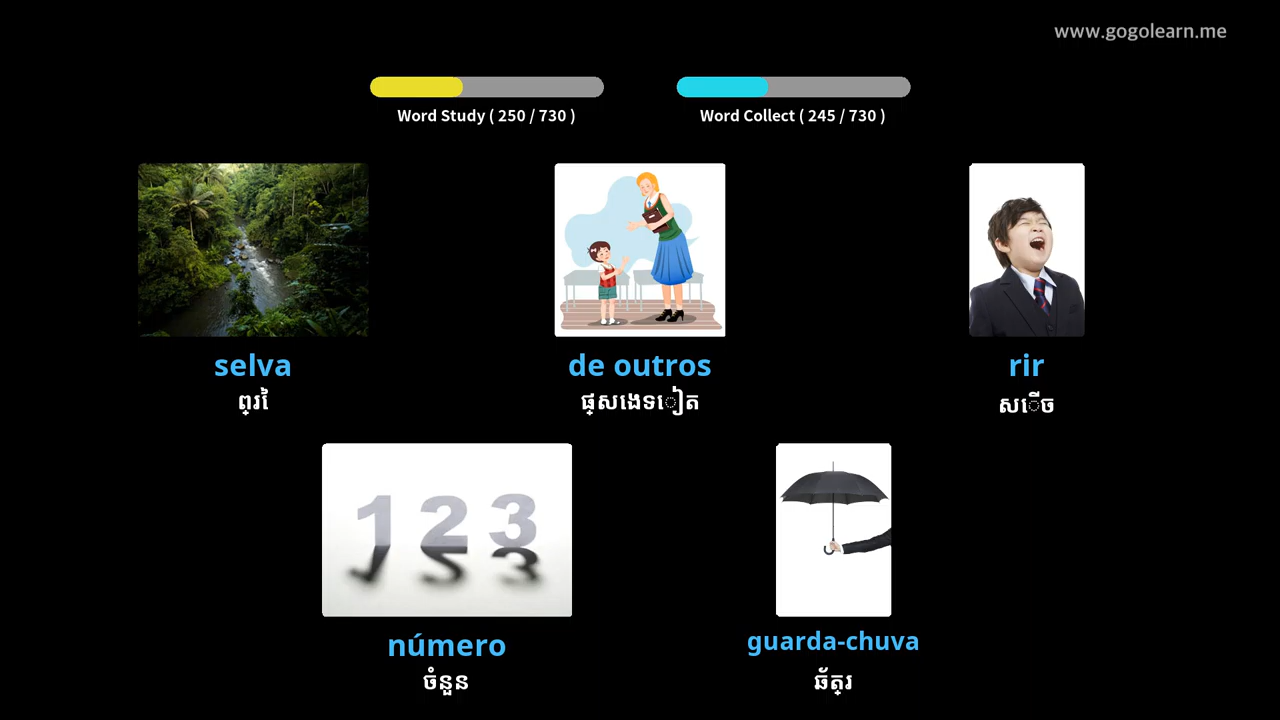 www.gogolearn.me
Word Study ( 250 / 730 )
Word Collect ( 245 / 730 )
selva
ព្រៃ
de outros
ផ្សេងទៀត
rir
សើច
número
ចំនួន
guarda-chuva
ឆ័ត្រ